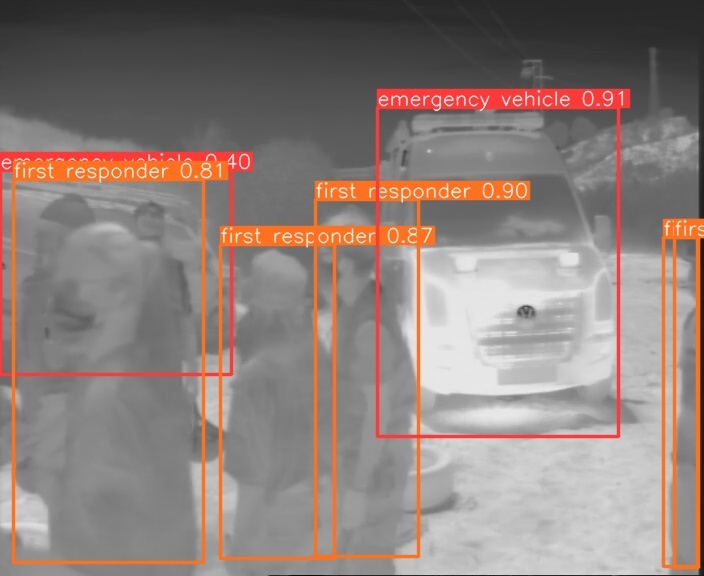 emergency vehicle 0.91
emergency vehicle 0.40
first responder 0.81
first responder 0.90
first responder 0.87